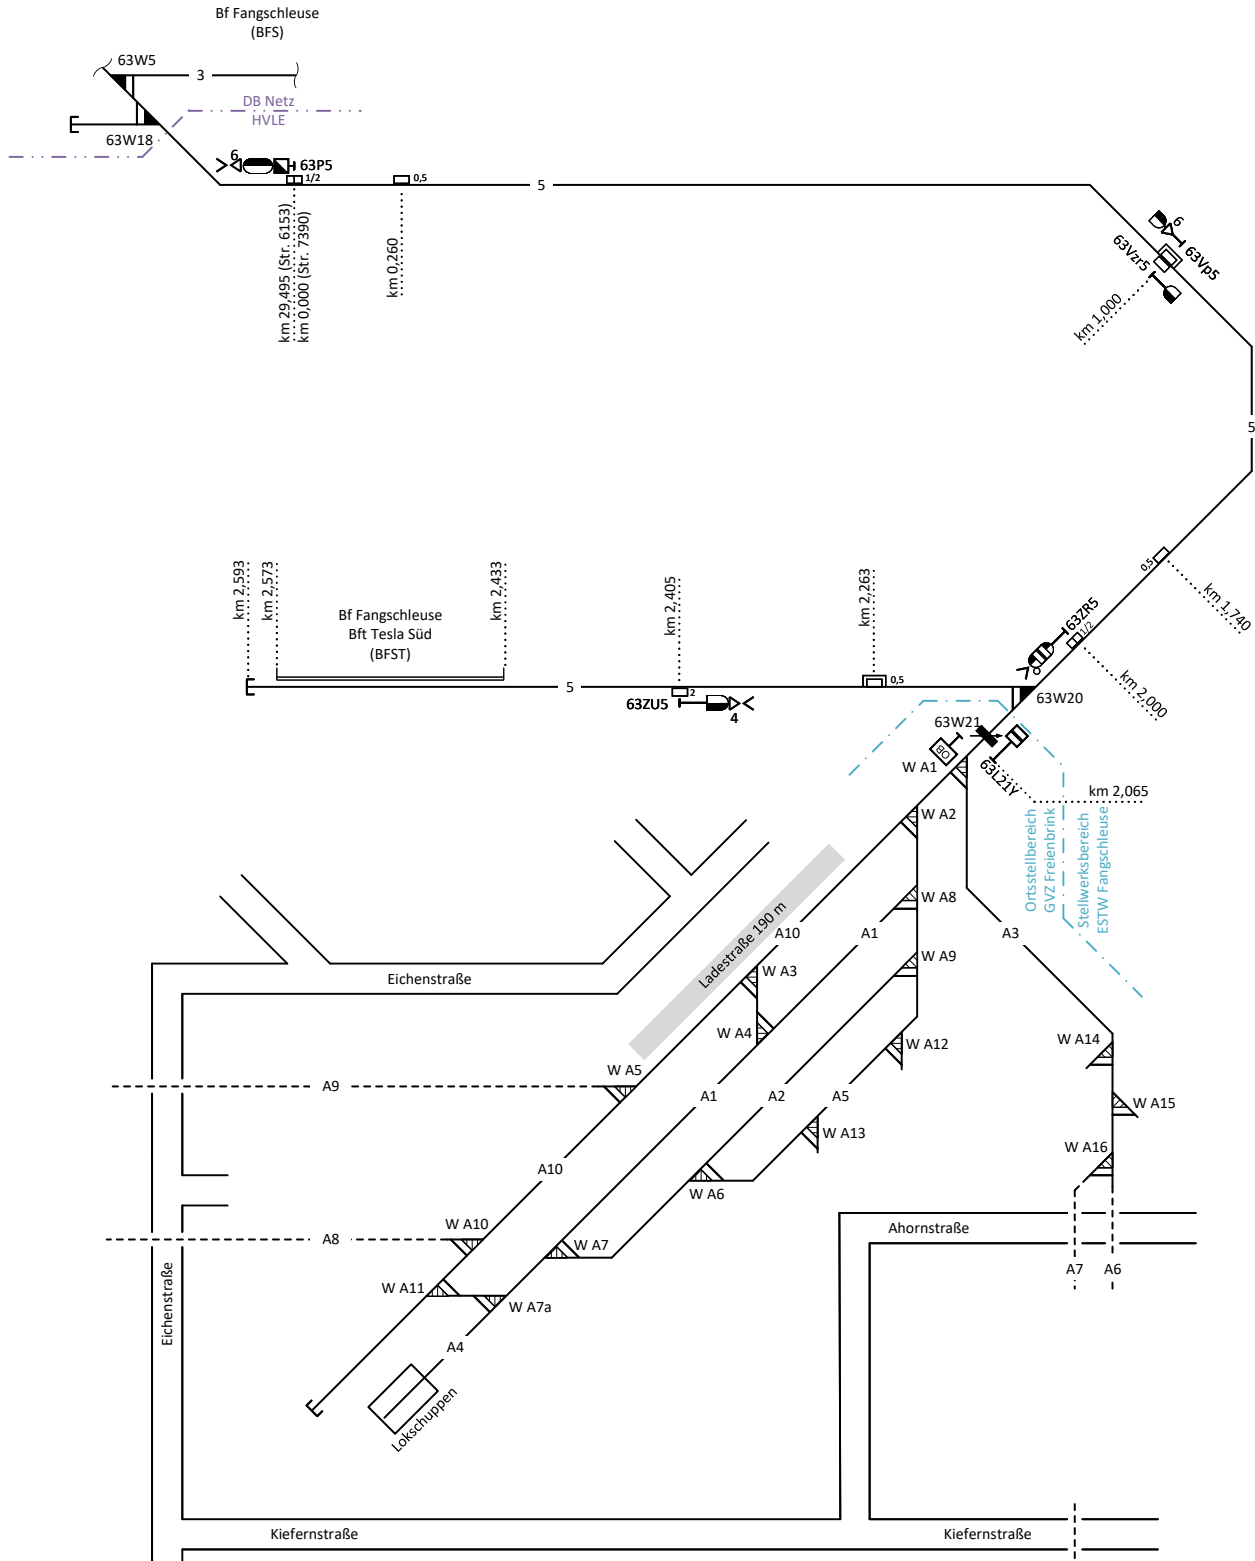 Bf Fangschleuse
(BFS)
63W5
3
DB Netz
HVLE
63W18
6
63P5
1/2
0,5
5
km 29,495 (Str. 6153)
km 0,000 (Str. 7390)
km 0,260
6
63Vp5
63Vzr5
km 1,000
5
0,5
km 1,740
63ZR5
1/2
km 2,000
km 2,593
km 2,573
km 2,433
km 2,405
km 2,263
Bf Fangschleuse
Bft Tesla Süd
(BFST)
5
63ZU5
2
4
0,5
63W20
63W21
OB
63L21Y
km 2,065
W A1
W A2
Ortsstellbereich
GVZ Freienbrink
Stellwerksbereich
ESTW Fangschleuse
W A8
A10
A1
A3
Ladestraße 190 m
W A9
W A3
Eichenstraße
W A4
W A12
W A14
W A5
A9
A1
A2
A5
W A15
W A13
W A16
A10
W A6
W A10
A8
W A7
Ahornstraße
A7
A6
W A11
W A7a
Eichenstraße
A4
Lokschuppen
Kiefernstraße
Kiefernstraße